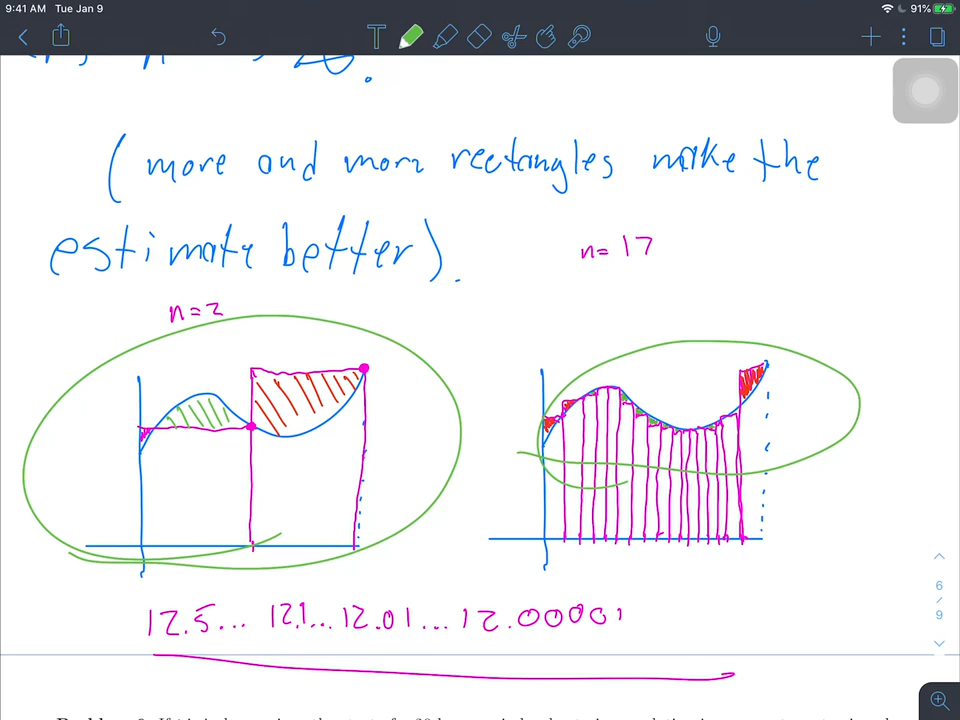 9:41 AM Tue Jan 9
91%
(more and more rectangles make the
estimate better).
n=17
n=2
12.5... 12.1... 12.01... 12.00001
6
/
9